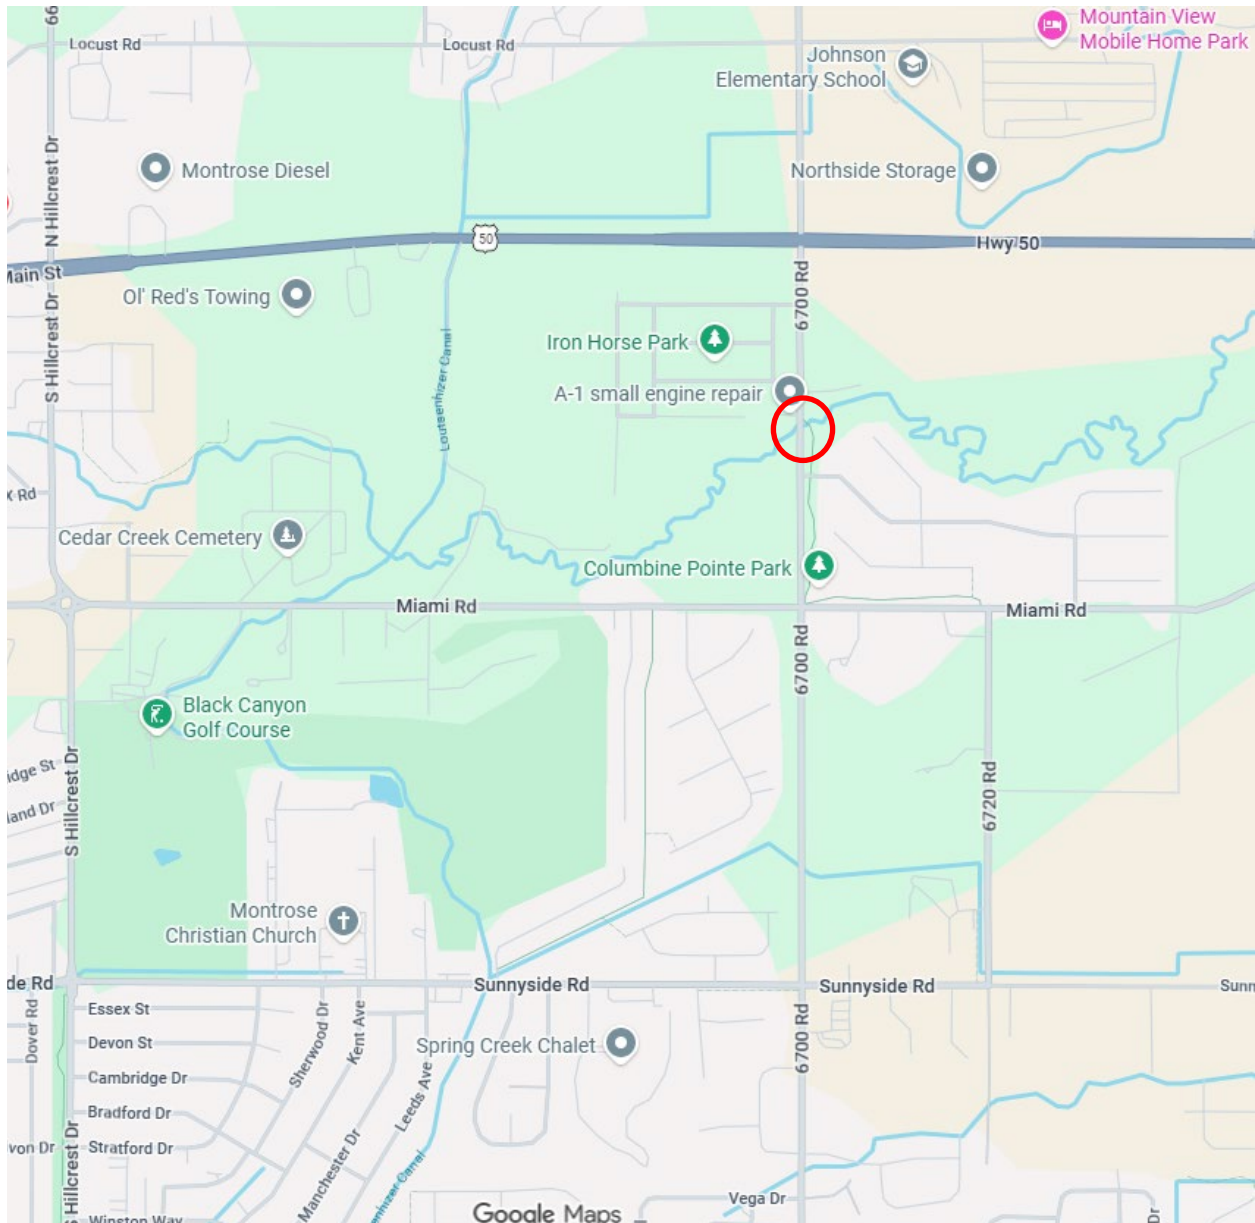 66
Locust Rd
Locust Rd
Mountain View
Mobile Home Park
Johnson
Elementary School
Montrose Diesel
Northside Storage
N Hillcrest Dr
50
Hwy 50
Main St
Ol' Red's Towing
6700 Rd
S Hillcrest Dr
Iron Horse Park
Loutsenhizer Canal
A-1 small engine repair
Rd
Cedar Creek Cemetery
Columbine Pointe Park
Miami Rd
Miami Rd
6700 Rd
Black Canyon
Golf Course
idge St
land Dr
S Hillcrest Dr
6720 Rd
Montrose
Christian Church
de Rd
Sunnyside Rd
Sunnyside Rd
Sunn
Essex St
Dover Rd
Devon St
Sherwood Dr
Kent Ave
Spring Creek Chalet
6700 Rd
Cambridge Dr
Leeds Ave
Bradford Dr
von Dr
Stratford Dr
Manchester Dr
S Hillcrest Dr
nhizer Canal
Vega Dr
Dr
Winston Way
Google Maps